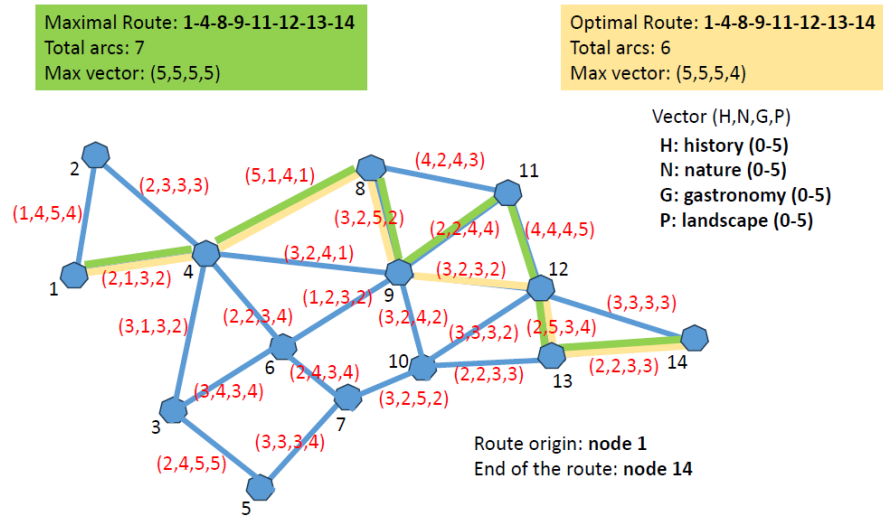 Maximal Route: 1-4-8-9-11-12-13-14
Total arcs: 7
Max vector: (5,5,5,5)
Optimal Route: 1-4-8-9-11-12-13-14
Total arcs: 6
Max vector: (5,5,5,4)
Vector (H,N,G,P)
H: history (0-5)
N: nature (0-5)
G: gastronomy (0-5)
P: landscape (0-5)
2
(2,3,3,3)
(5,1,4,1)
8
(4,2,4,3)
11
(1,4,5,4)
(3,2,5,2)
(2,2,4,4)
(4,4,4,5)
1
(2,1,3,2)
4
(3,2,4,1)
9
(3,2,3,2)
12
(3,1,3,2)
(2,2,3,4)
(1,2,3,2)
(3,2,4,2)
(3,3,3,2)
(2,5,3,4)
(3,3,3,3)
6
10
13
14
(3,4,3,4)
(2,4,3,4)
(2,2,3,3)
(2,2,3,3)
3
7
(3,2,5,2)
(2,4,5,5)
(3,3,3,4)
5
Route origin: node 1
End of the route: node 14